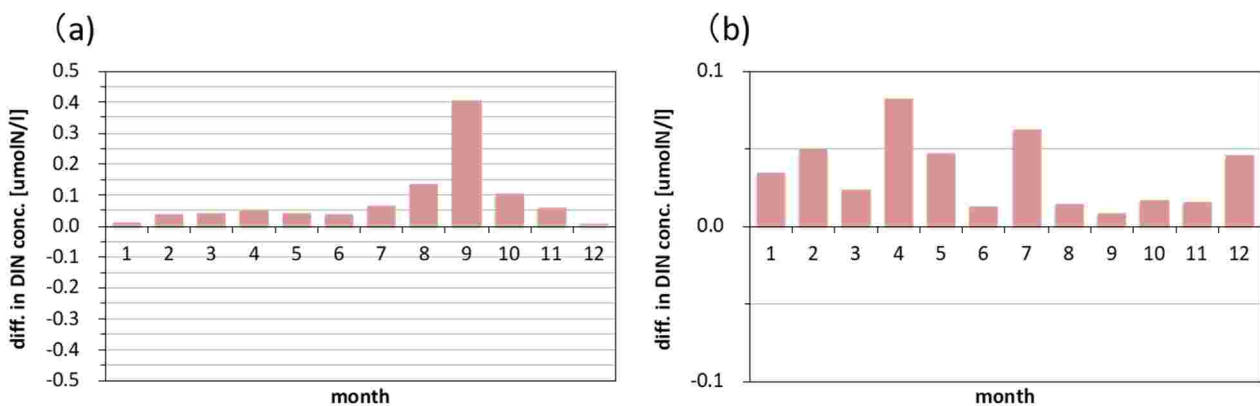 (a)
diff. in DIN conc. [umolN/l]
0.5
0.4
0.3
0.2
0.1
0.0
-0.1
-0.2
-0.3
-0.4
-0.5
1 2 3 4 5 6 7 8 9 10 11 12
month
(b)
diff. in DIN conc. [umolN/l]
0.1
0.0
-0.1
1 2 3 4 5 6 7 8 9 10 11 12
month